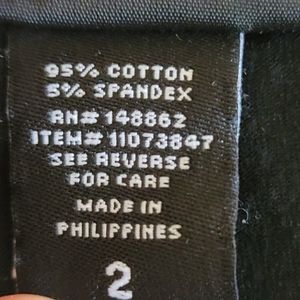 95% COTTON
5% SPANDEX
RN# 148862
ITEM# 11073847
SEE REVERSE
FOR CARE
MADE IN
PHILIPPINES
2